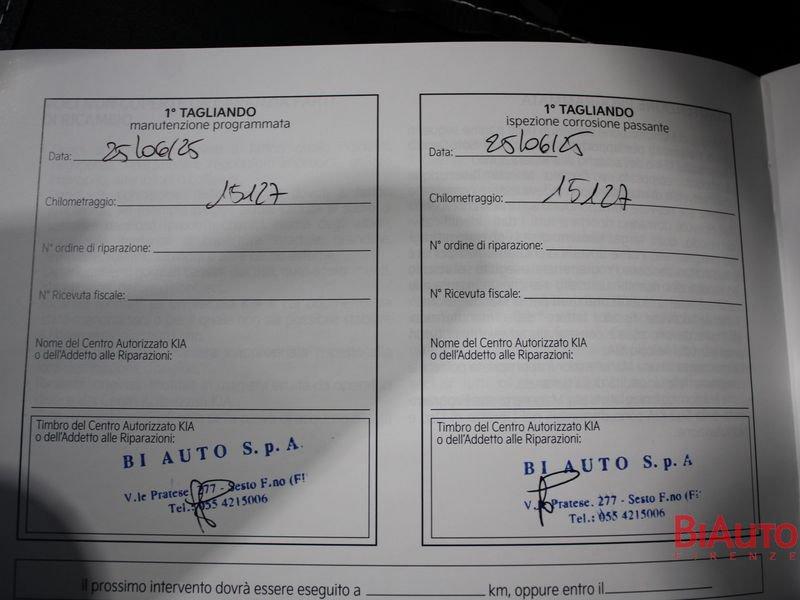 1° TAGLIANDO
manutenzione programmata
Data: 25/06/25
Chilometraggio: 15127
N° ordine di riparazione:
N° Ricevuta fiscale:
Nome del Centro Autorizzato KIA
o dell'Addetto alle Riparazioni:
Timbro del Centro Autorizzato KIA
o dell'Addetto alle Riparazioni:
BI AUTO S.p.A.
V.le Pratese, 277 - Sesto F.no (FI
Tel.: 055 4215006
1° TAGLIANDO
ispezione corrosione passante
Data: 25/06/25
Chilometraggio: 15127
N° ordine di riparazione:
N° Ricevuta fiscale:
Nome del Centro Autorizzato KIA
o dell'Addetto alle Riparazioni:
Timbro del Centro Autorizzato KIA
o dell'Addetto alle Riparazioni:
BI AUTO S.p.A
V.le Pratese, 277 - Sesto F.no (FI
Tel.: 055 4215006
il prossimo intervento dovrà essere eseguito a km, oppure entro il
BIAUTO
FIRENZE